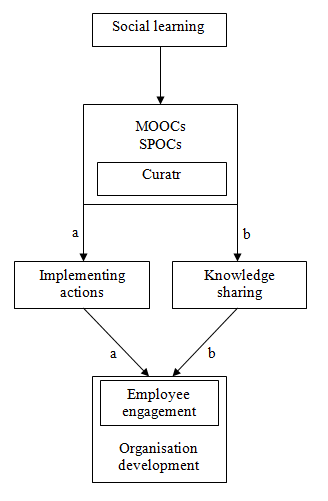 Social learning
MOOCs
SPOCs
Curatr
a
b
Implementing
actions
Knowledge
sharing
a
b
Employee
engagement
Organisation
development